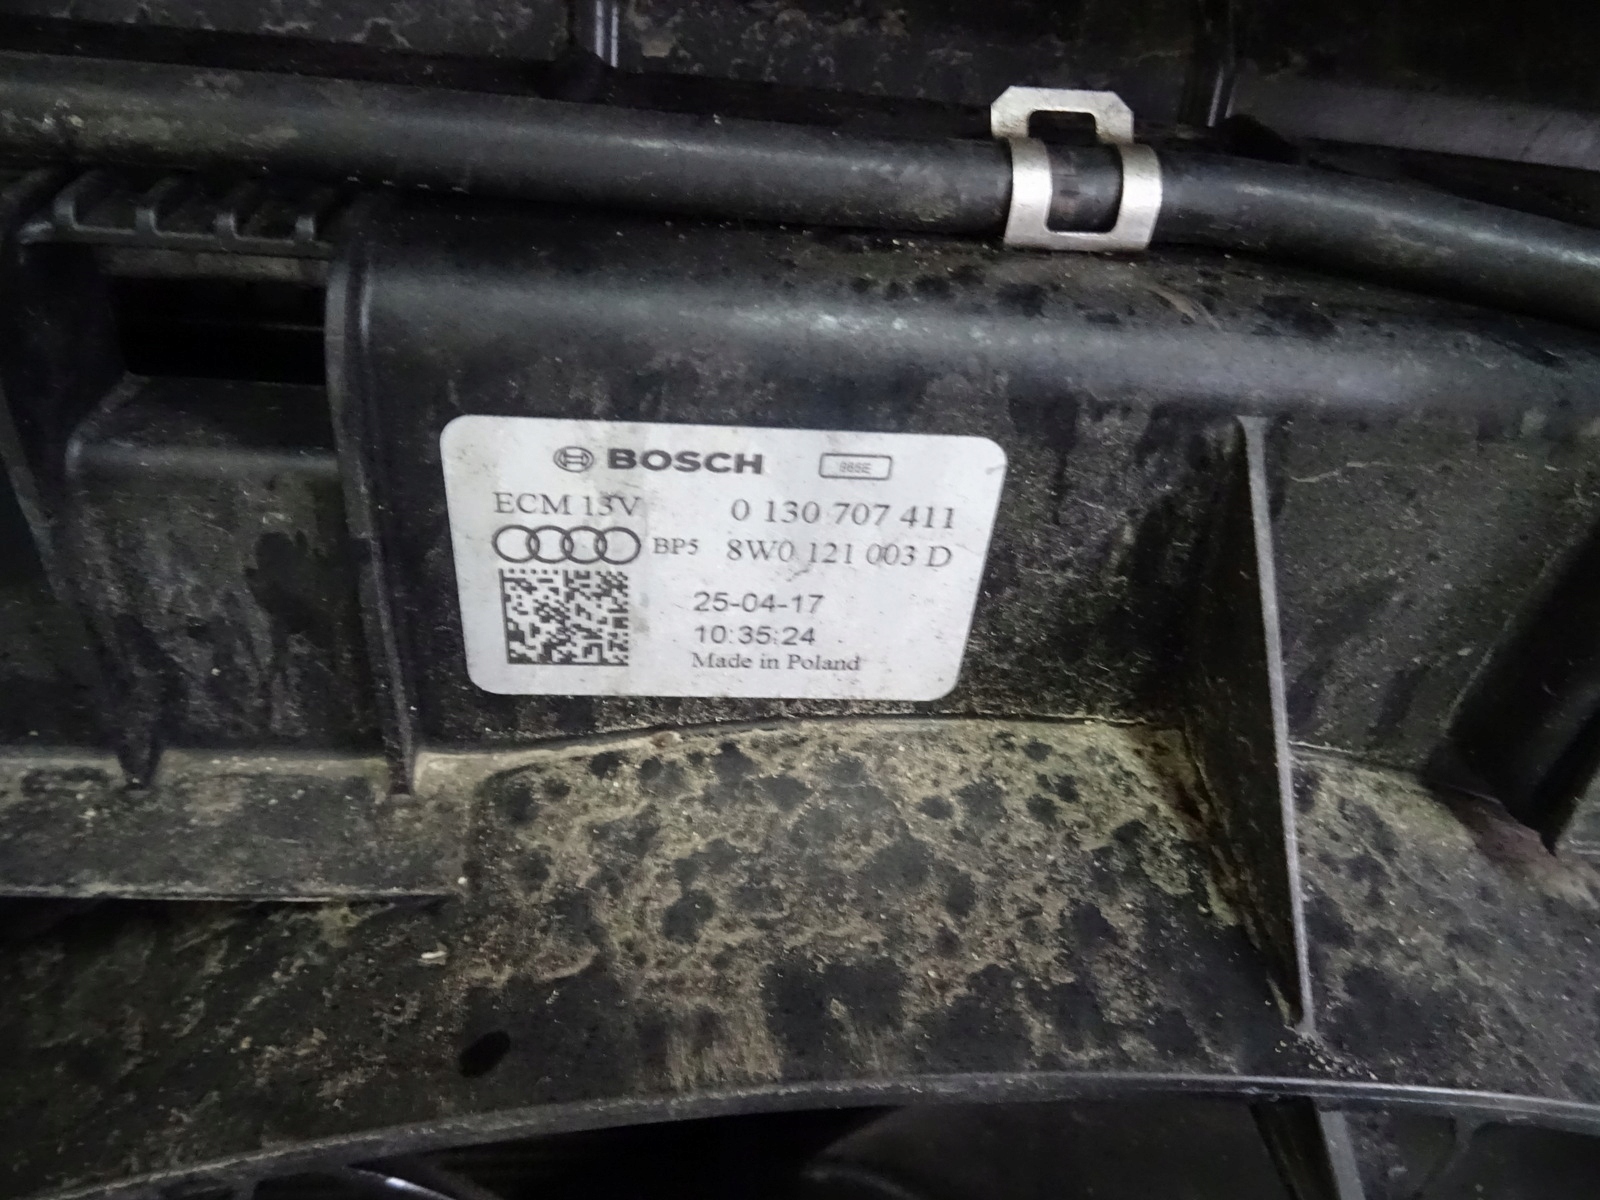 BOSCH 986E
ECM 13V 0 130 707 411
BP5 8W0 121 003 D
25-04-17
10:35:24
Made in Poland